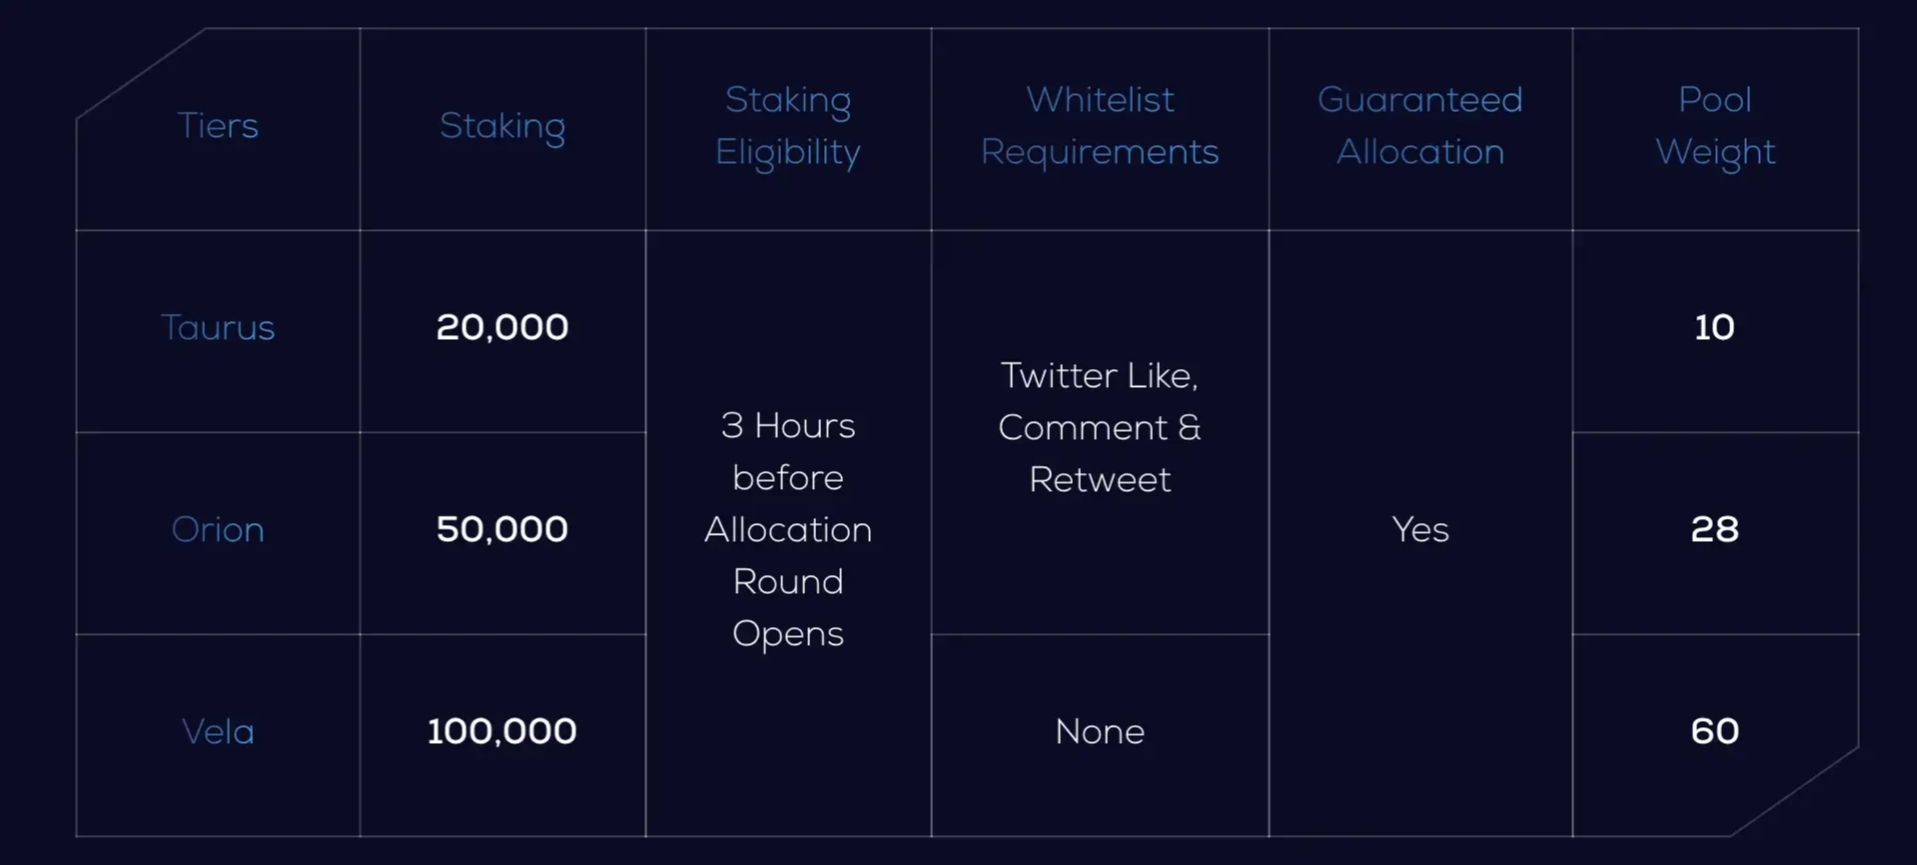 Tiers
Staking
Staking
Eligibility
Whitelist
Requirements
Guaranteed
Allocation
Pool
Weight
Taurus
20,000
3 Hours
before
Allocation
Round
Opens
Twitter Like,
Comment &
Retweet
Yes
10
Orion
50,000
28
Vela
100,000
None
60